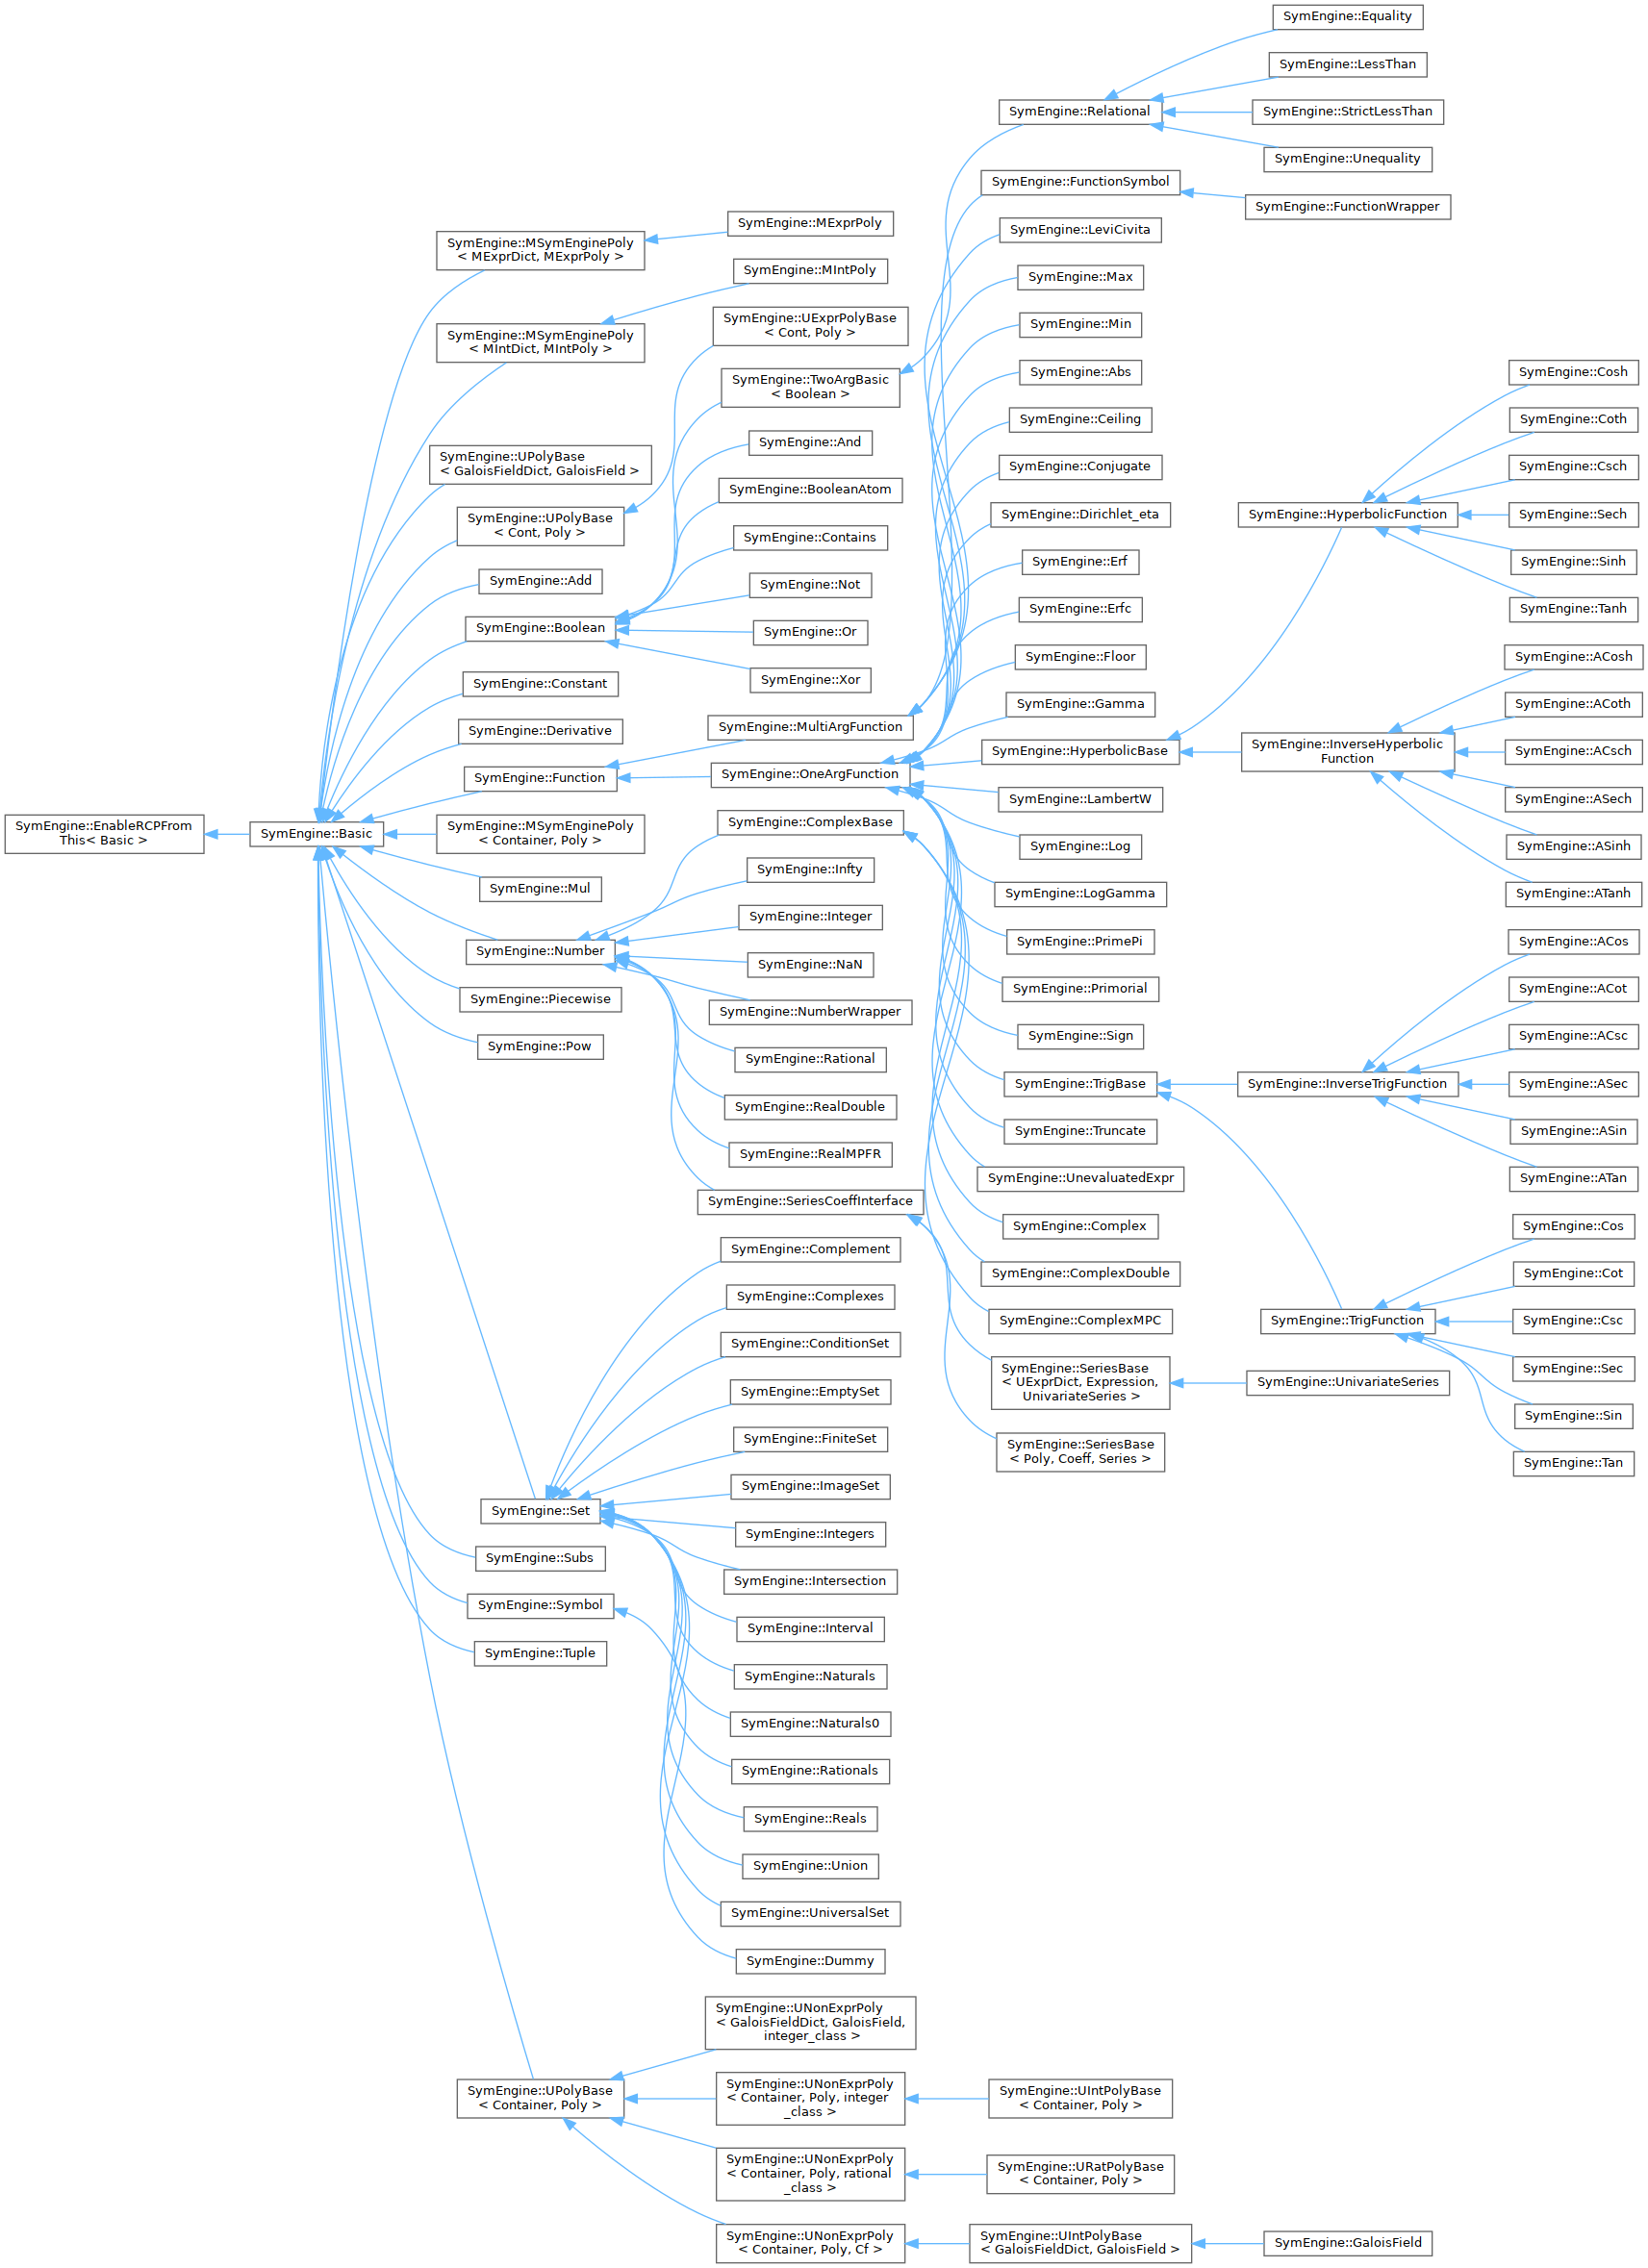 SymEngine::EnableRCPFrom
This< Basic >
SymEngine::Basic
SymEngine::MSymEnginePoly
< MExprDict, MExprPoly >
SymEngine::MSymEnginePoly
< MIntDict, MIntPoly >
SymEngine::UPolyBase
< GaloisFieldDict, GaloisField >
SymEngine::UPolyBase
< Cont, Poly >
SymEngine::Add
SymEngine::Boolean
SymEngine::Constant
SymEngine::Derivative
SymEngine::Function
SymEngine::MSymEnginePoly
< Container, Poly >
SymEngine::Mul
SymEngine::Number
SymEngine::Piecewise
SymEngine::Pow
SymEngine::Set
SymEngine::Subs
SymEngine::Symbol
SymEngine::Tuple
SymEngine::UPolyBase
< Container, Poly >
SymEngine::MExprPoly
SymEngine::MIntPoly
SymEngine::UExprPolyBase
< Cont, Poly >
SymEngine::TwoArgBasic
< Boolean >
SymEngine::And
SymEngine::BooleanAtom
SymEngine::Contains
SymEngine::Not
SymEngine::Or
SymEngine::Xor
SymEngine::MultiArgFunction
SymEngine::OneArgFunction
SymEngine::ComplexBase
SymEngine::Infty
SymEngine::Integer
SymEngine::NaN
SymEngine::NumberWrapper
SymEngine::Rational
SymEngine::RealDouble
SymEngine::RealMPFR
SymEngine::SeriesCoeffInterface
SymEngine::Complement
SymEngine::Complexes
SymEngine::ConditionSet
SymEngine::EmptySet
SymEngine::FiniteSet
SymEngine::ImageSet
SymEngine::Integers
SymEngine::Intersection
SymEngine::Interval
SymEngine::Naturals
SymEngine::Naturals0
SymEngine::Rationals
SymEngine::Reals
SymEngine::Union
SymEngine::UniversalSet
SymEngine::Dummy
SymEngine::UNonExprPoly
< GaloisFieldDict, GaloisField,
integer_class >
SymEngine::UNonExprPoly
< Container, Poly, integer
_class >
SymEngine::UNonExprPoly
< Container, Poly, rational
_class >
SymEngine::UNonExprPoly
< Container, Poly, Cf >
SymEngine::Relational
SymEngine::FunctionSymbol
SymEngine::LeviCivita
SymEngine::Max
SymEngine::Min
SymEngine::Abs
SymEngine::Ceiling
SymEngine::Conjugate
SymEngine::Dirichlet_eta
SymEngine::Erf
SymEngine::Erfc
SymEngine::Floor
SymEngine::Gamma
SymEngine::HyperbolicBase
SymEngine::LambertW
SymEngine::Log
SymEngine::LogGamma
SymEngine::PrimePi
SymEngine::Primorial
SymEngine::Sign
SymEngine::TrigBase
SymEngine::Truncate
SymEngine::UnevaluatedExpr
SymEngine::Complex
SymEngine::ComplexDouble
SymEngine::ComplexMPC
SymEngine::SeriesBase
< UExprDict, Expression,
UnivariateSeries >
SymEngine::SeriesBase
< Poly, Coeff, Series >
SymEngine::UIntPolyBase
< Container, Poly >
SymEngine::URatPolyBase
< Container, Poly >
SymEngine::UIntPolyBase
< GaloisFieldDict, GaloisField >
SymEngine::Equality
SymEngine::LessThan
SymEngine::StrictLessThan
SymEngine::Unequality
SymEngine::FunctionWrapper
SymEngine::HyperbolicFunction
SymEngine::InverseHyperbolic
Function
SymEngine::InverseTrigFunction
SymEngine::TrigFunction
SymEngine::UnivariateSeries
SymEngine::GaloisField
SymEngine::Cosh
SymEngine::Coth
SymEngine::Csch
SymEngine::Sech
SymEngine::Sinh
SymEngine::Tanh
SymEngine::ACosh
SymEngine::ACoth
SymEngine::ACsch
SymEngine::ASech
SymEngine::ASinh
SymEngine::ATanh
SymEngine::ACos
SymEngine::ACot
SymEngine::ACsc
SymEngine::ASec
SymEngine::ASin
SymEngine::ATan
SymEngine::Cos
SymEngine::Cot
SymEngine::Csc
SymEngine::Sec
SymEngine::Sin
SymEngine::Tan